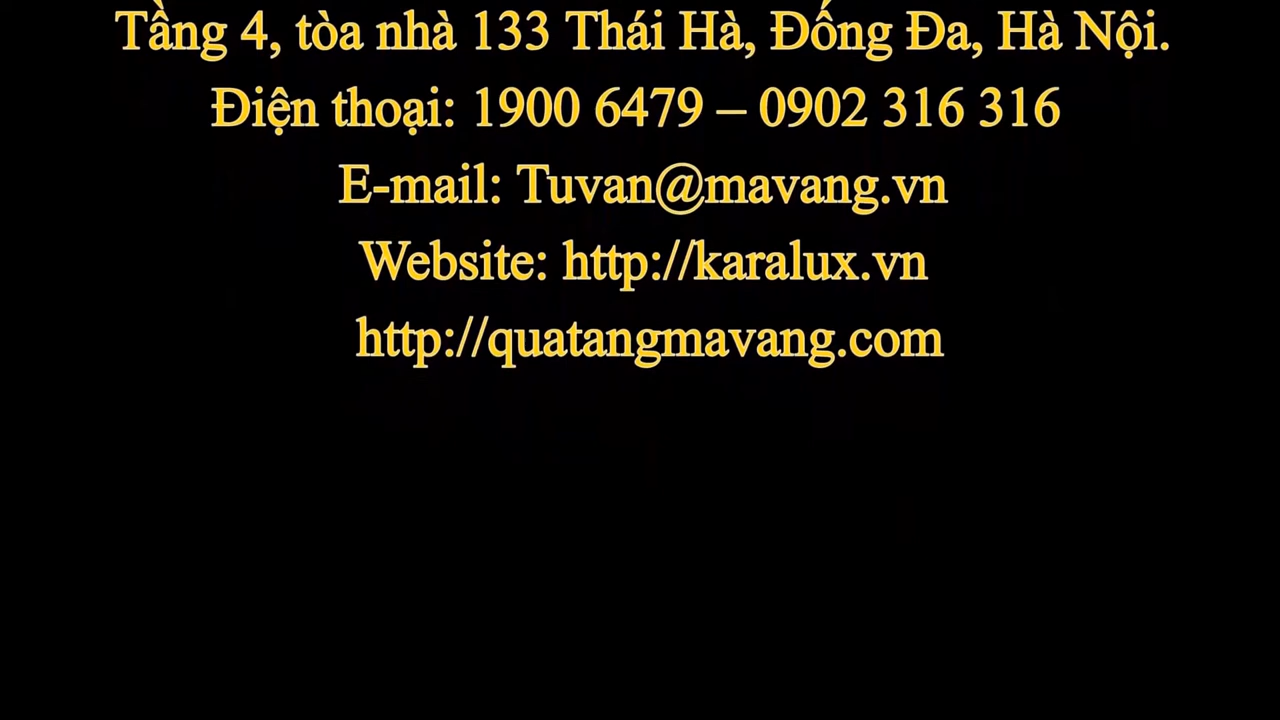 Tầng 4, tòa nhà 133 Thái Hà, Đống Đa, Hà Nội.
Điện thoại: 1900 6479 – 0902 316 316
E-mail: Tuvan@mavang.vn
Website: http://karalux.vn
http://quatangmavang.com